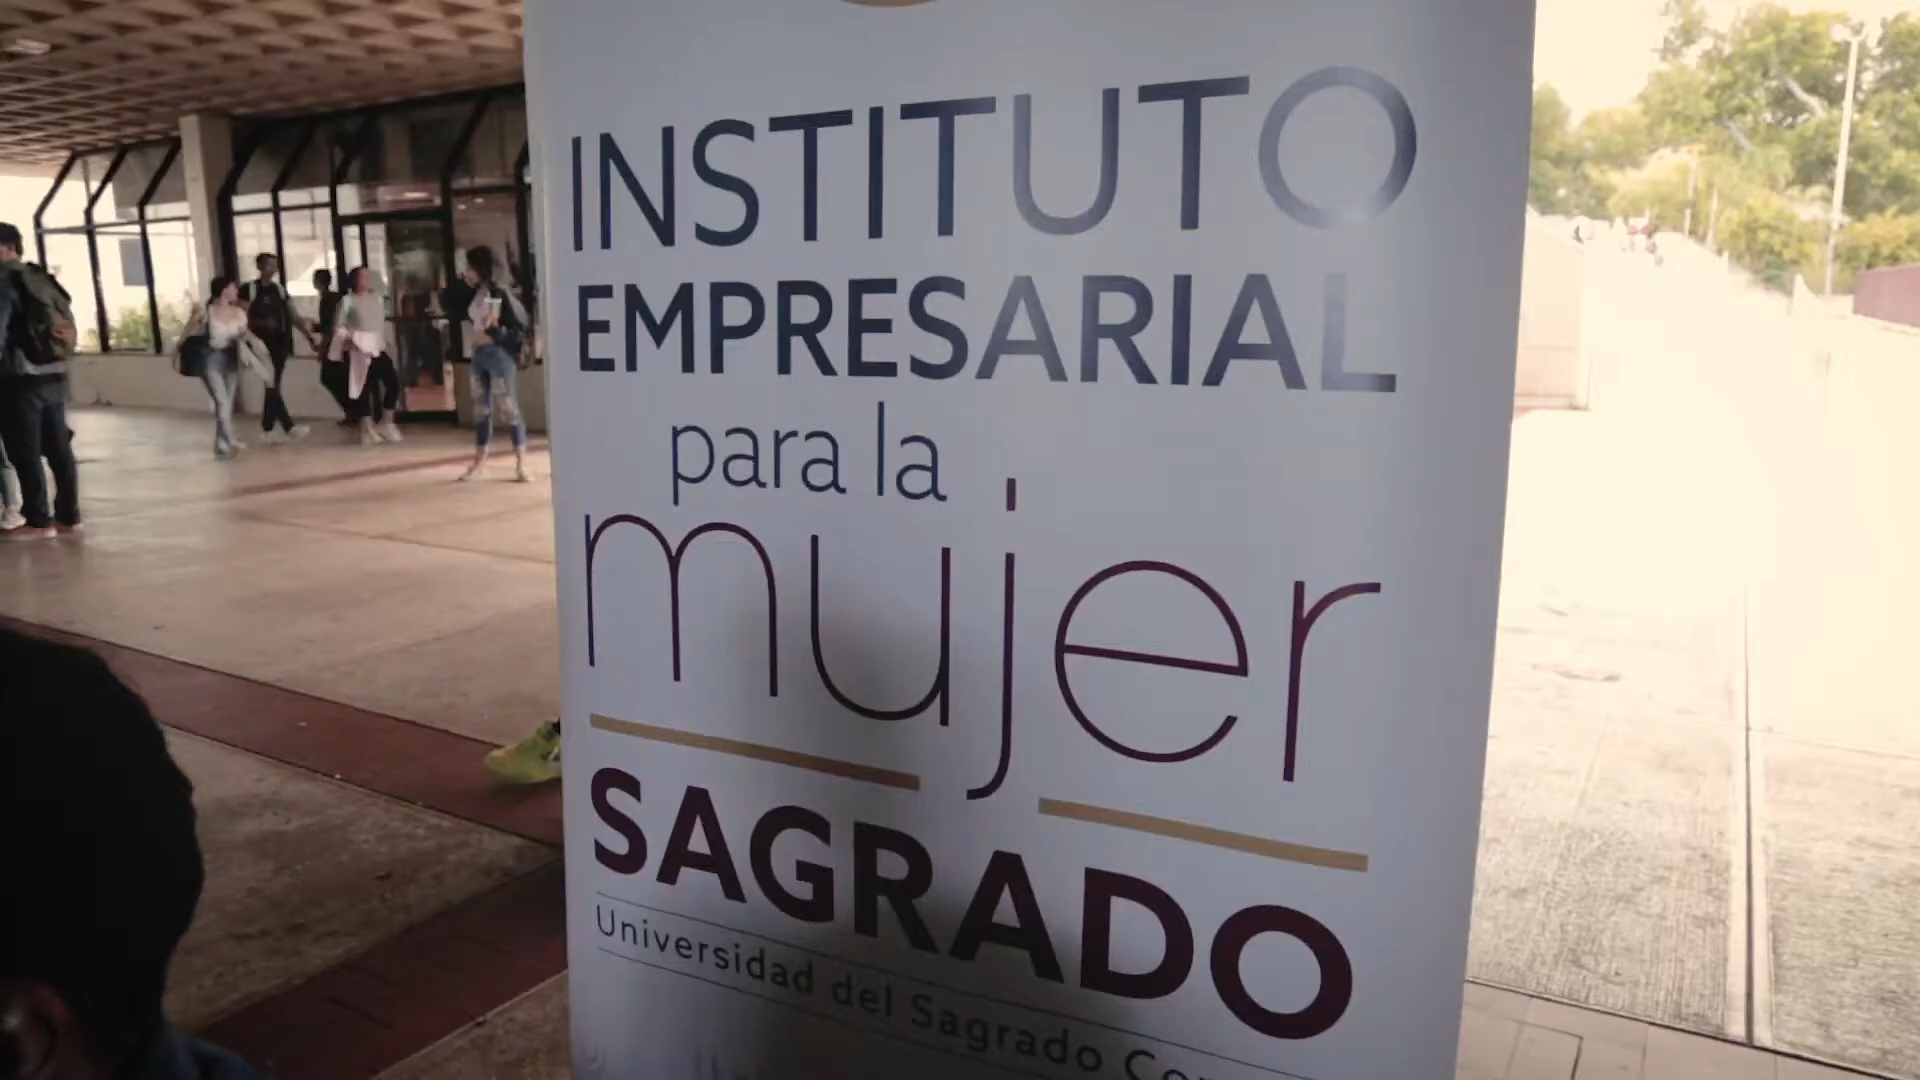 INSTITUTO
EMPRESARIAL
para la
mujer
SAGRADO
Universidad del Sagrado